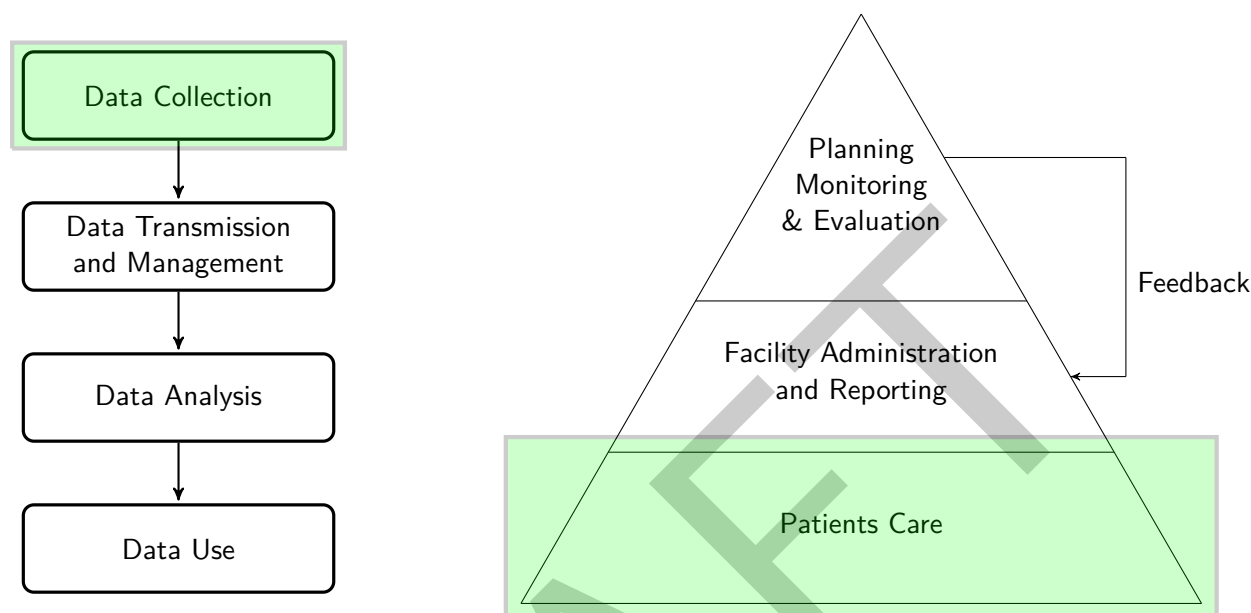 Data Collection
Data Transmission
and Management
Data Analysis
Data Use
Planning
Monitoring
& Evaluation
Feedback
Facility Administration
and Reporting
Patients Care